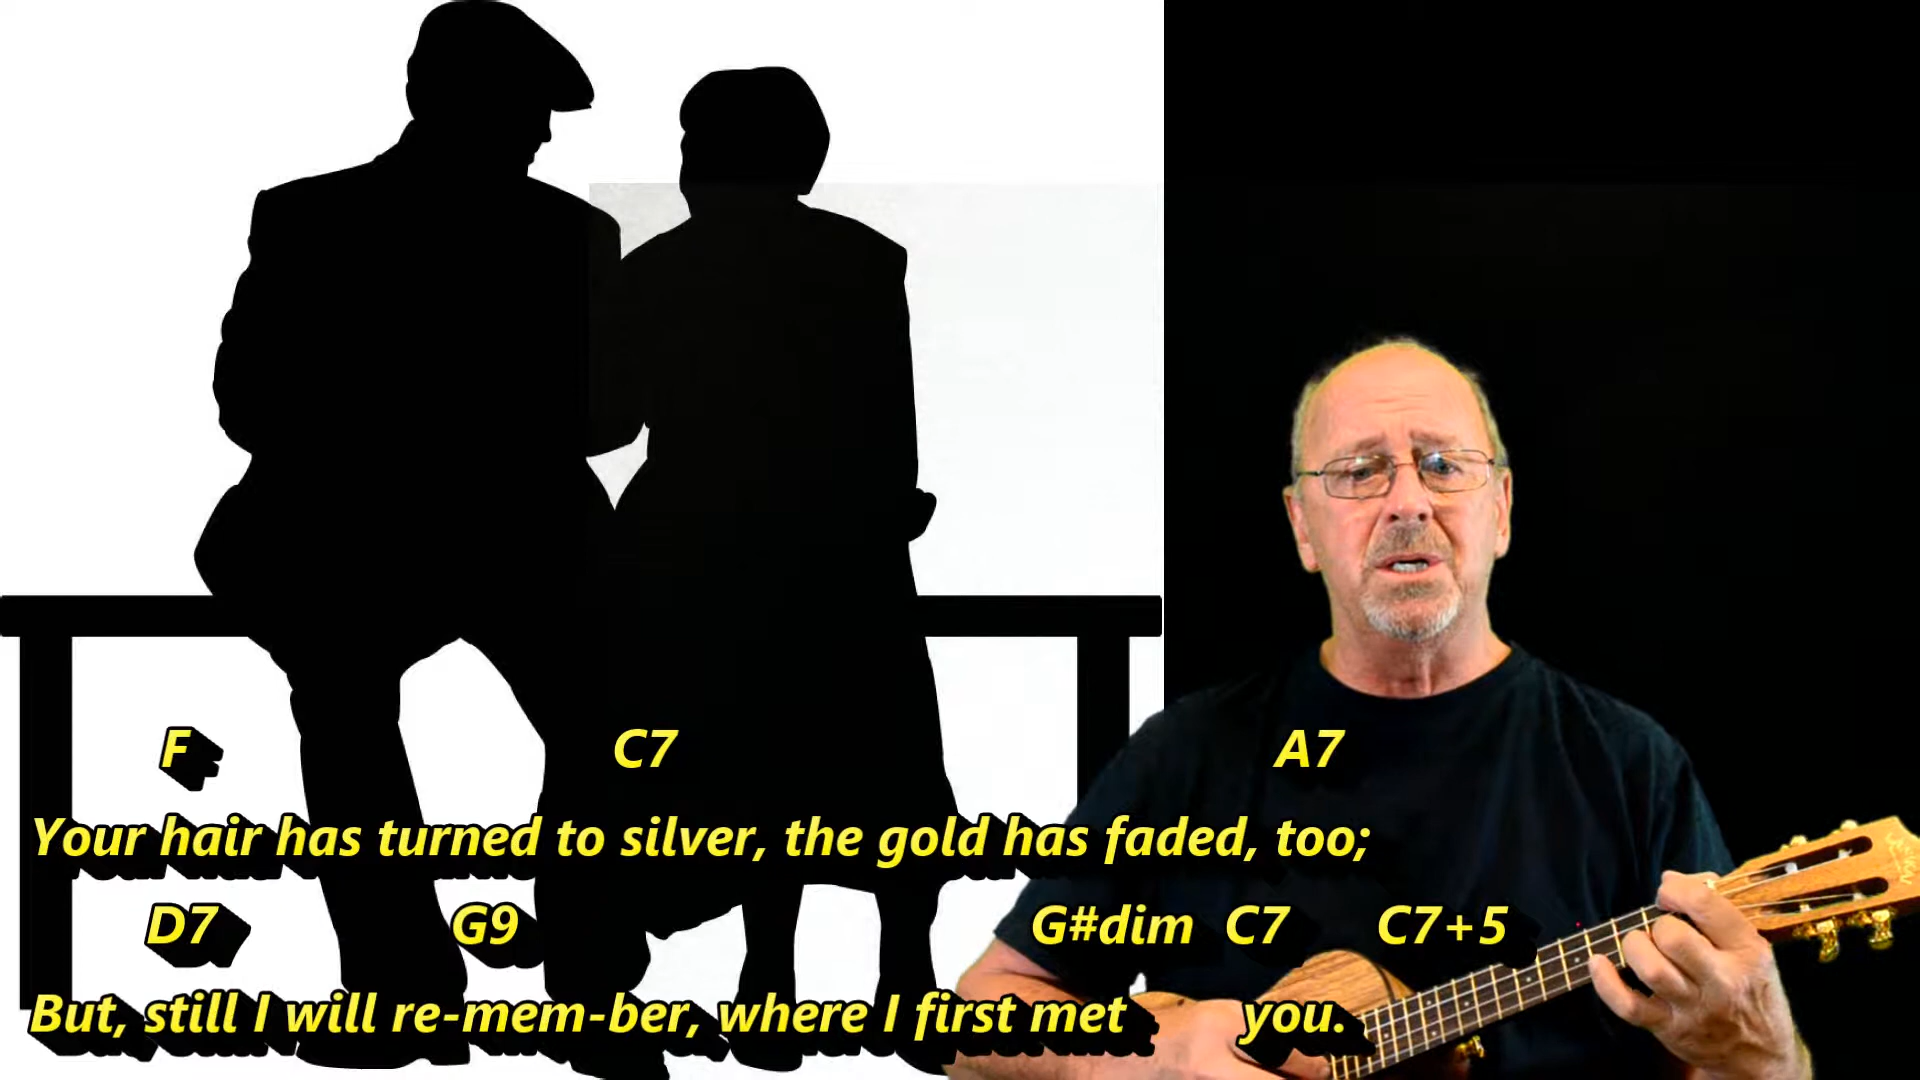 F C7 A7
Your hair has turned to silver, the gold has faded, too;
D7 G9 G#dim C7 C7+5
But, still I will re-mem-ber, where I first met you.